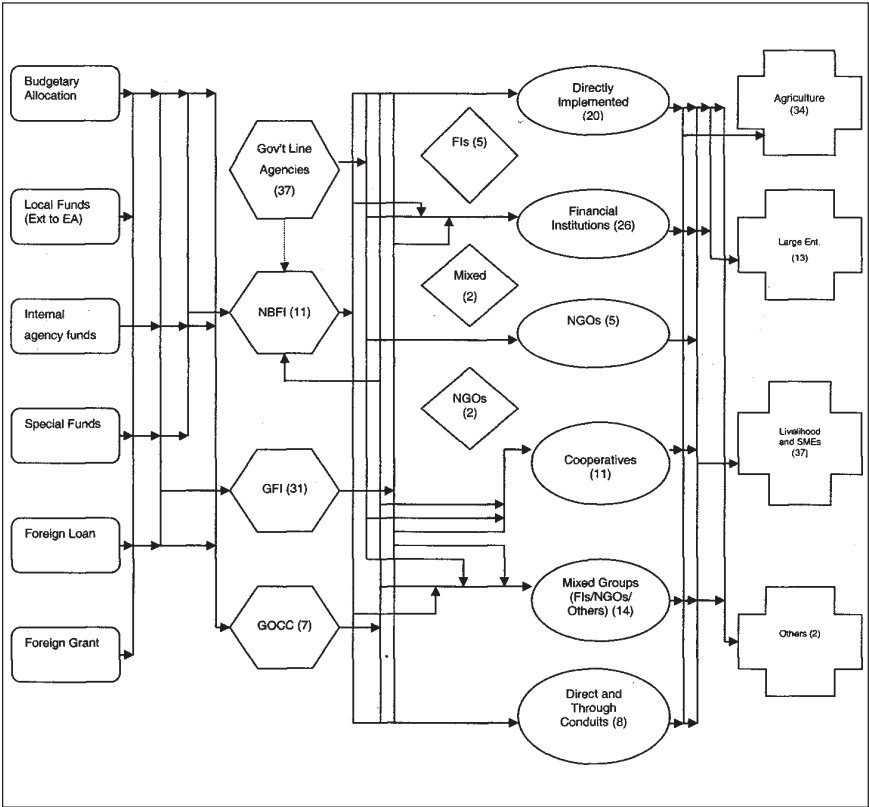 Budgetary
Allocation
Local Funds
(Ext to EA)
Internal
agency funds
Special Funds
Foreign Loan
Foreign Grant
Gov't Line
Agencies
(37)
NBFI (11)
GFI (31)
GOCC (7)
FIs (5)
Mixed
(2)
NGOs
(2)
Directly
Implemented
(20)
Financial
Institutions (26)
NGOs (5)
Cooperatives
(11)
Mixed Groups
(FIs/NGOs/
Others) (14)
Direct and
Through
Conduits (8)
Agriculture
(34)
Large Ent.
(13)
Livelihood
and SMEs
(37)
Others (2)